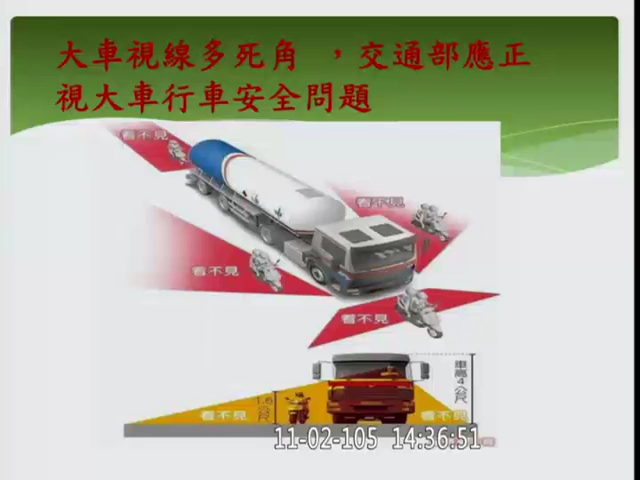 大車視線多死角 ，交通部應正
視大車行車安全問題
看不見
看不見
看不見
看不見
車高4公尺
1.6公尺
看不見
看不見
11-02-105 14:36:51